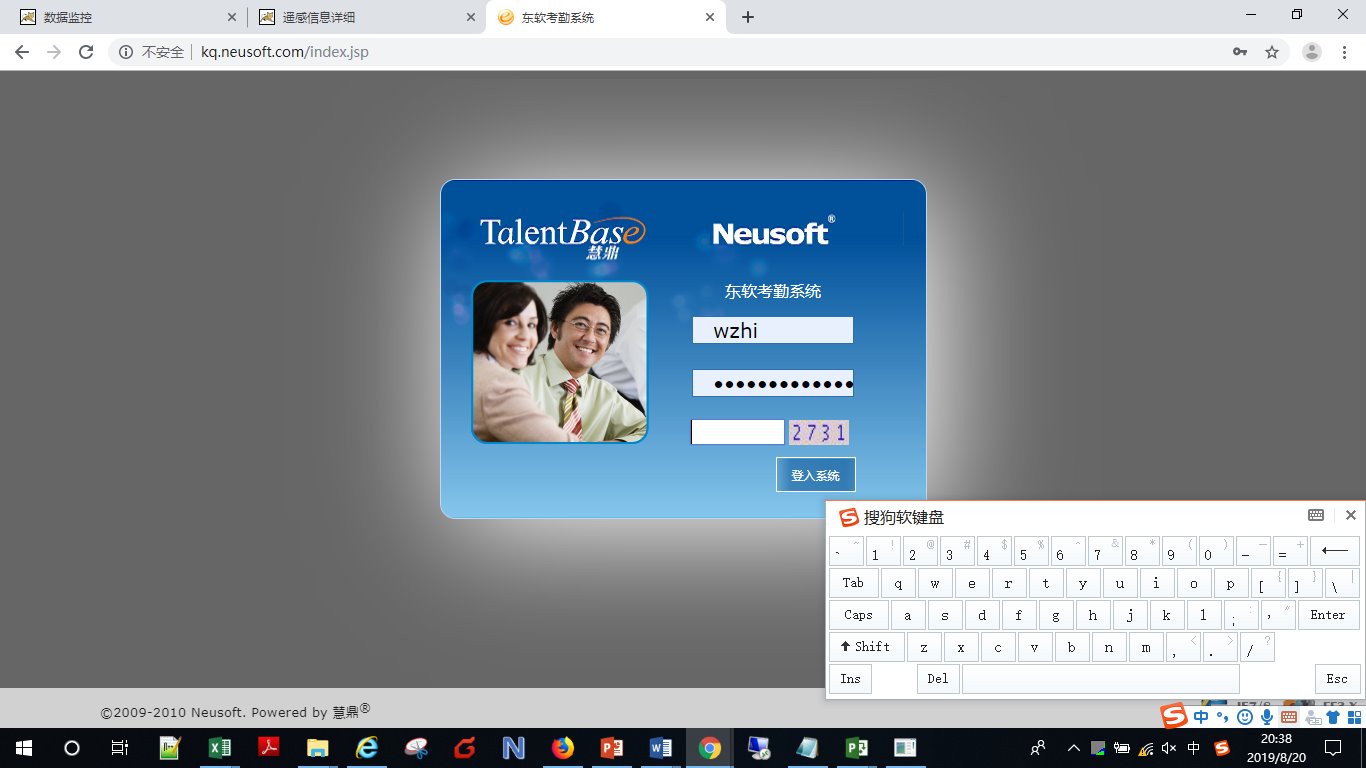 数据监控
遥感信息详细
东软考勤系统
不安全 kq.neusoft.com/index.jsp
TalentBase
慧鼎
Neusoft®
东软考勤系统
wzhi
2731
登入系统
搜狗软键盘
` ~ 1 ! 2 @ 3 # 4 $ 5 % 6 ^ 7 & 8 * 9 ( 0 ) - _ = +
Tab q w e r t y u i o p [ { ] } \ |
Caps a s d f g h j k l ; : ' " Enter
Shift z x c v b n m , < . > / ?
Ins Del Esc
©2009-2010 Neusoft. Powered by 慧鼎®
中
中
20:38
2019/8/20